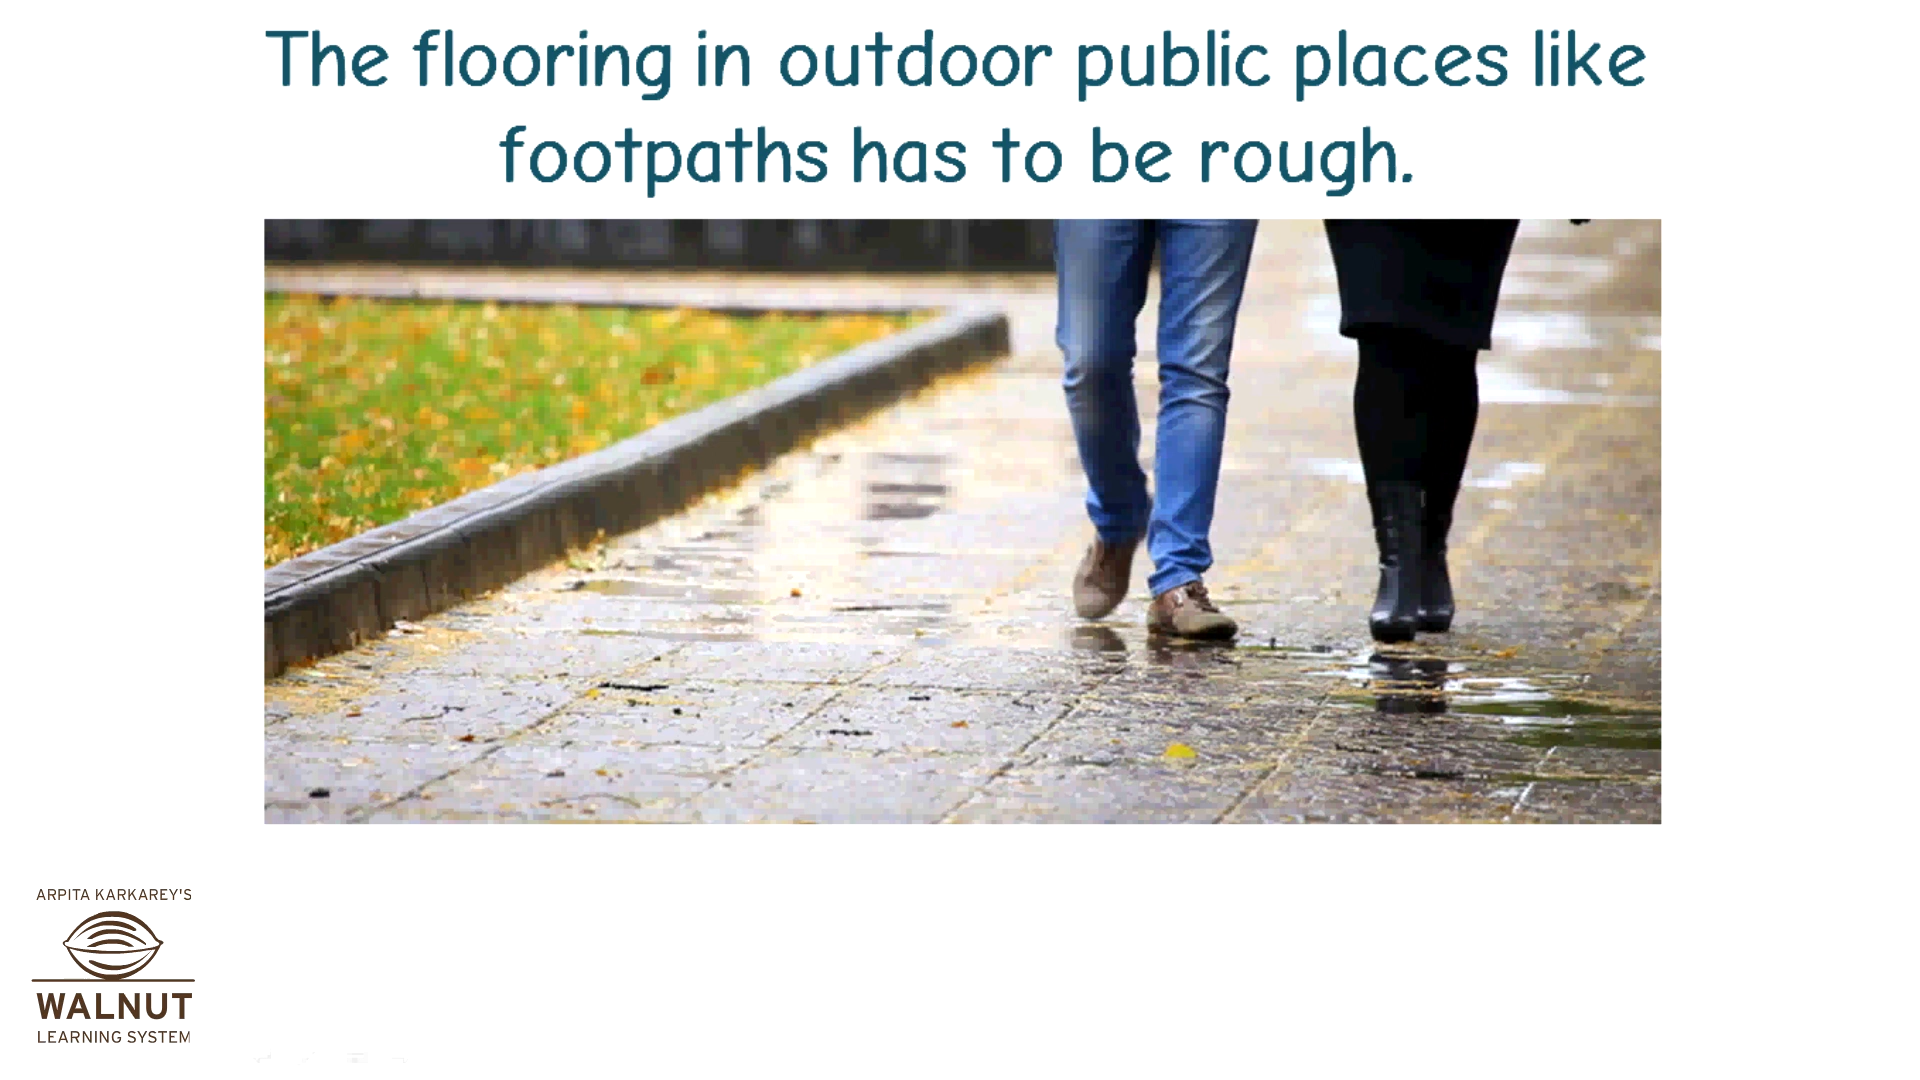 The flooring in outdoor public places like
footpaths has to be rough.
ARPITA KARKAREY'S
WALNUT
LEARNING SYSTEM